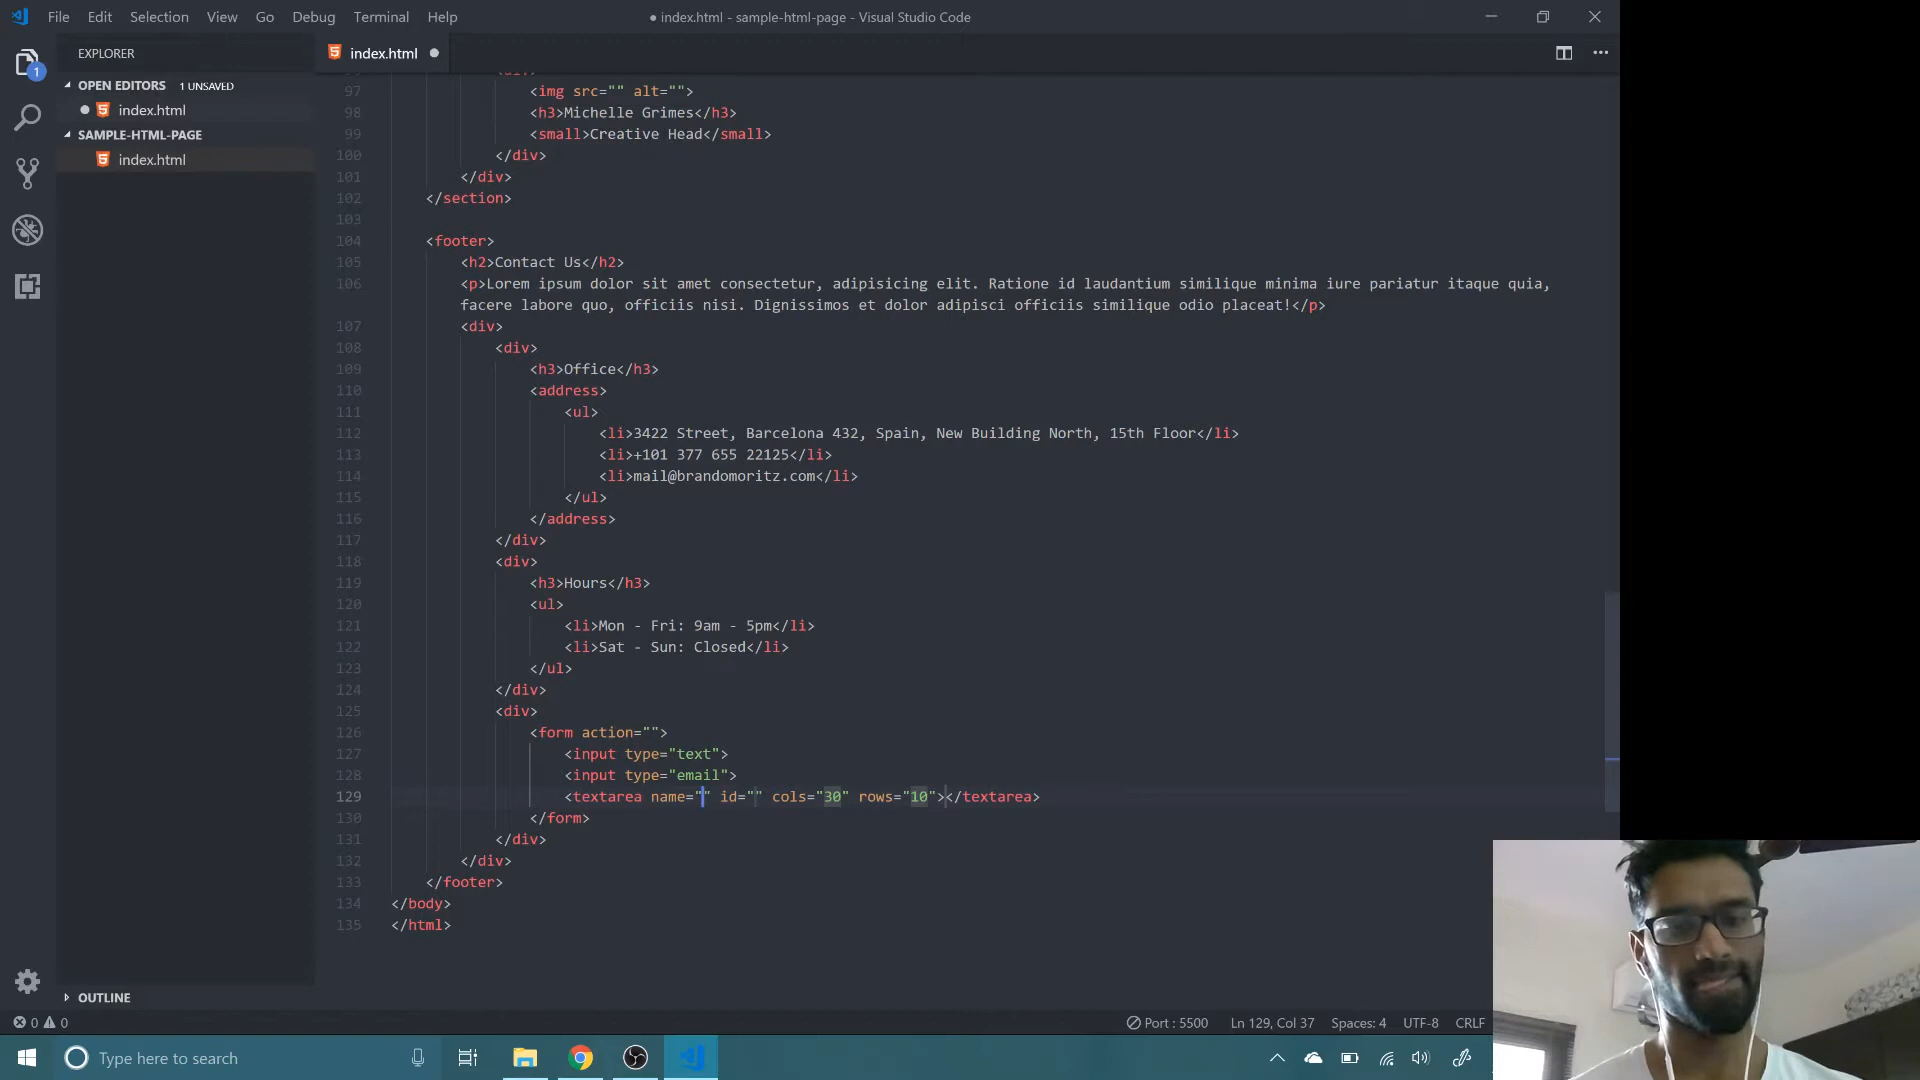 File Edit Selection View Go Debug Terminal Help
● index.html - sample-html-page - Visual Studio Code
EXPLORER
index.html
OPEN EDITORS 1 UNSAVED
index.html
SAMPLE-HTML-PAGE
index.html
1
97 <img src="" alt="">
98 <h3>Michelle Grimes</h3>
99 <small>Creative Head</small>
100 </div>
101 </div>
102 </section>
103
104 <footer>
105 <h2>Contact Us</h2>
106 <p>Lorem ipsum dolor sit amet consectetur, adipisicing elit. Ratione id laudantium similique minima iure pariatur itaque quia,
facere labore quo, officiis nisi. Dignissimos et dolor adipisci officiis similique odio placeat!</p>
107 <div>
108 <div>
109 <h3>Office</h3>
110 <address>
111 <ul>
112 <li>3422 Street, Barcelona 432, Spain, New Building North, 15th Floor</li>
113 <li>+101 377 655 22125</li>
114 <li>mail@brandomoritz.com</li>
115 </ul>
116 </address>
117 </div>
118 <div>
119 <h3>Hours</h3>
120 <ul>
121 <li>Mon - Fri: 9am - 5pm</li>
122 <li>Sat - Sun: Closed</li>
123 </ul>
124 </div>
125 <div>
126 <form action="">
127 <input type="text">
128 <input type="email">
129 <textarea name="" id="" cols="30" rows="10"></textarea>
130 </form>
131 </div>
132 </div>
133 </footer>
134 </body>
135 </html>
OUTLINE
0 0
Port : 5500 Ln 129, Col 37 Spaces: 4 UTF-8 CRLF
Type here to search